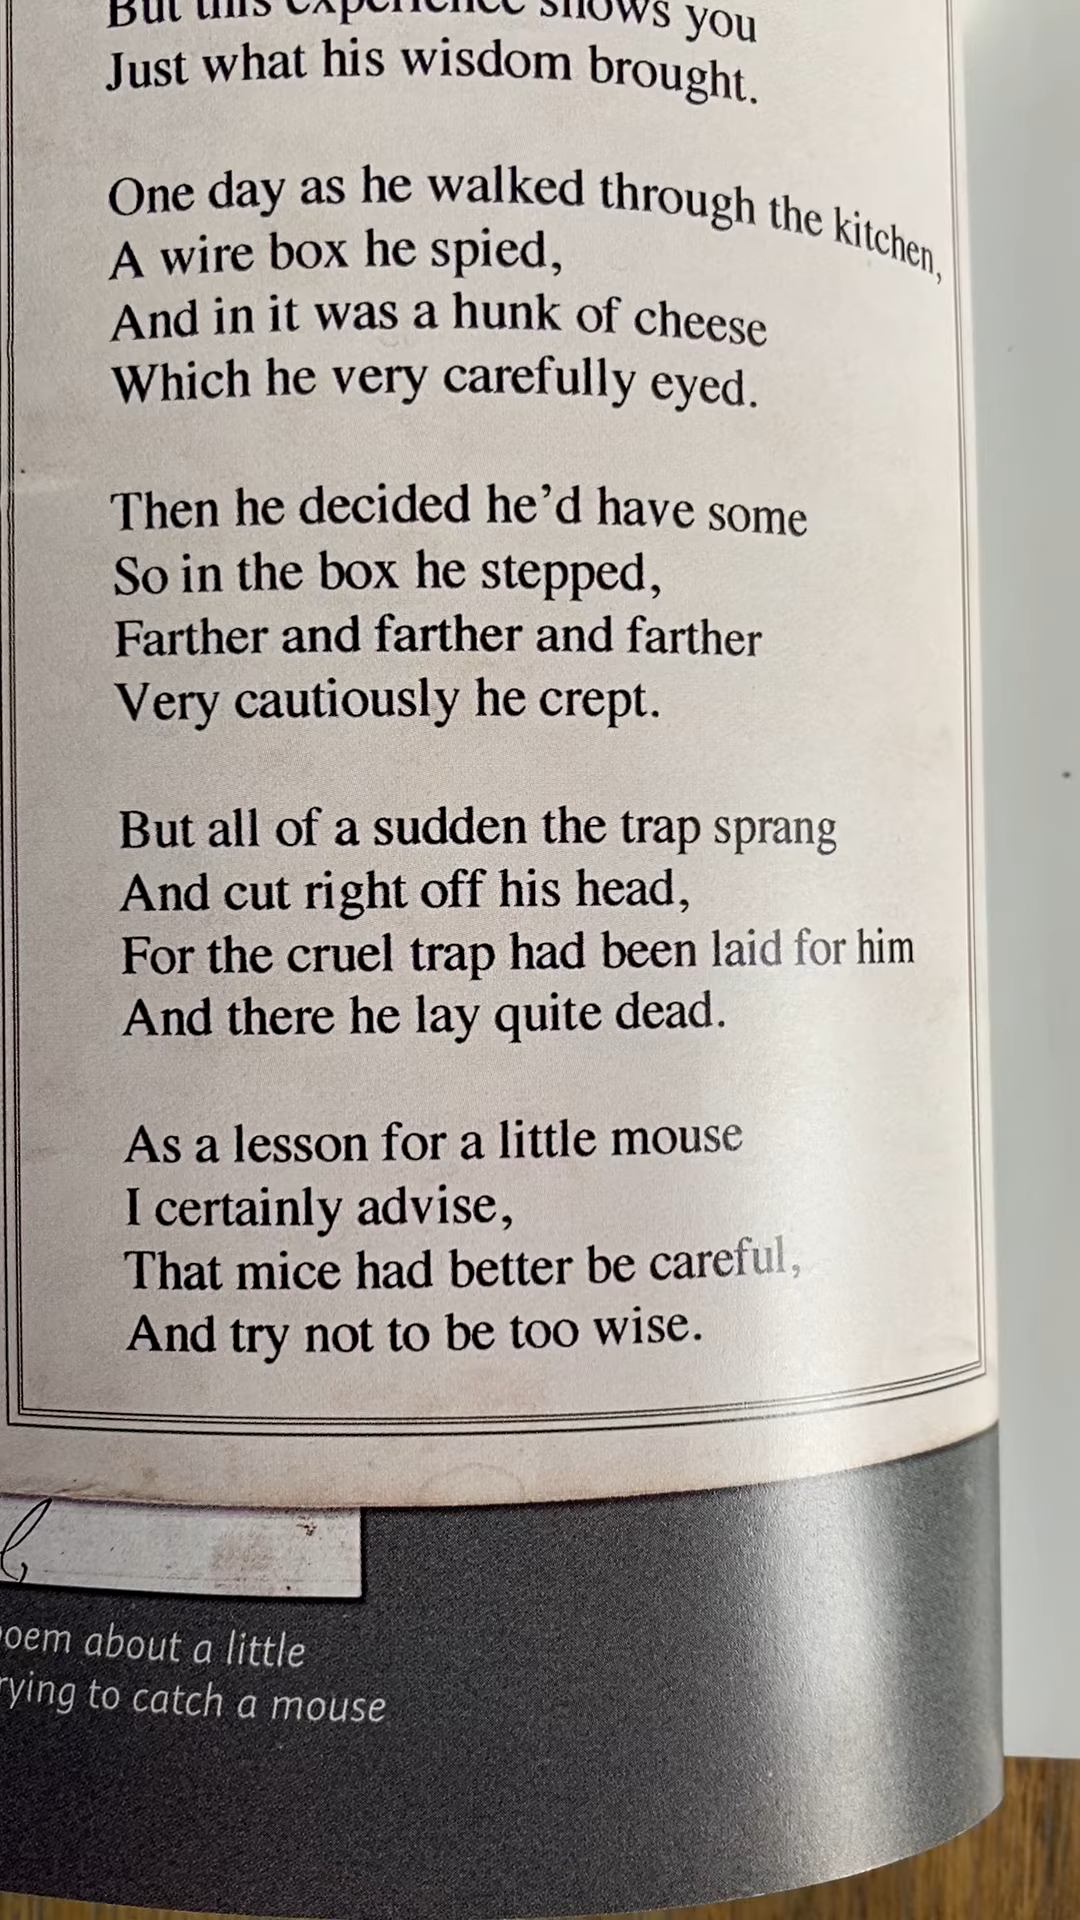 But this experience shows you
Just what his wisdom brought.
One day as he walked through the kitchen,
A wire box he spied,
And in it was a hunk of cheese
Which he very carefully eyed.
Then he decided he’d have some
So in the box he stepped,
Farther and farther and farther
Very cautiously he crept.
But all of a sudden the trap sprang
And cut right off his head,
For the cruel trap had been laid for him
And there he lay quite dead.
As a lesson for a little mouse
I certainly advise,
That mice had better be careful,
And try not to be too wise.
oem about a little
rying to catch a mouse